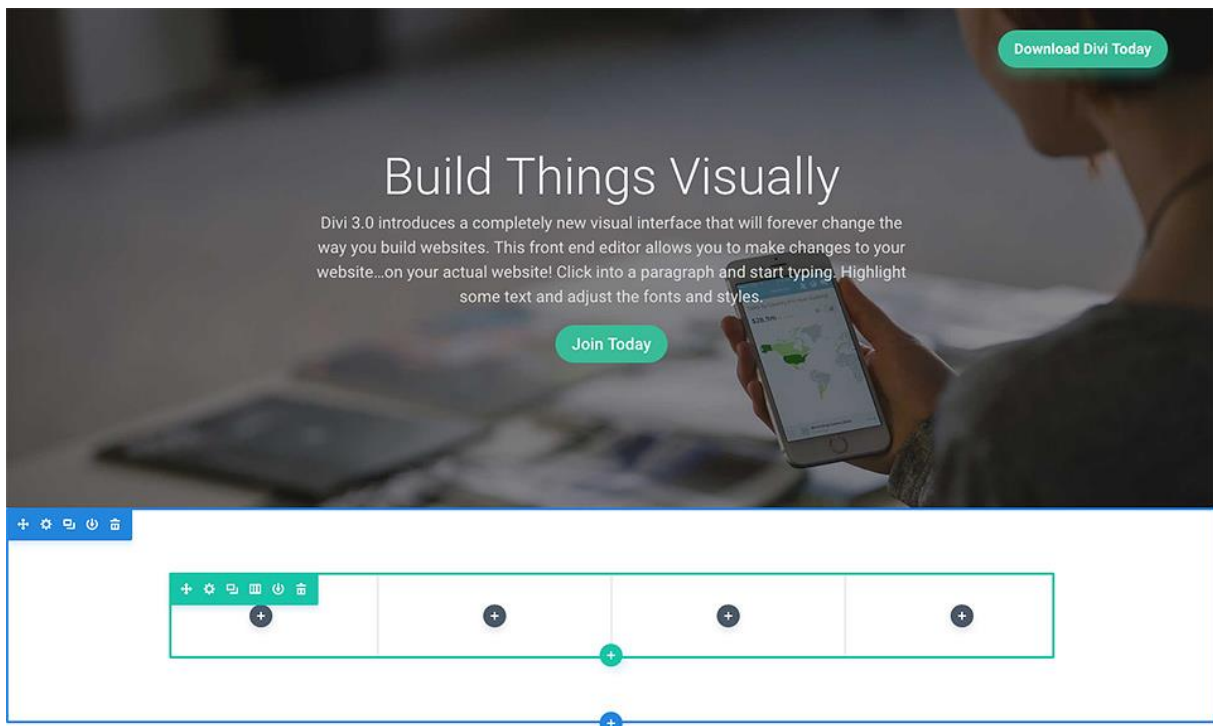 Download Divi Today
Build Things Visually
Divi 3.0 introduces a completely new visual interface that will forever change the
way you build websites. This front end editor allows you to make changes to your
website...on your actual website! Click into a paragraph and start typing. Highlight
some text and adjust the fonts and styles.
Join Today